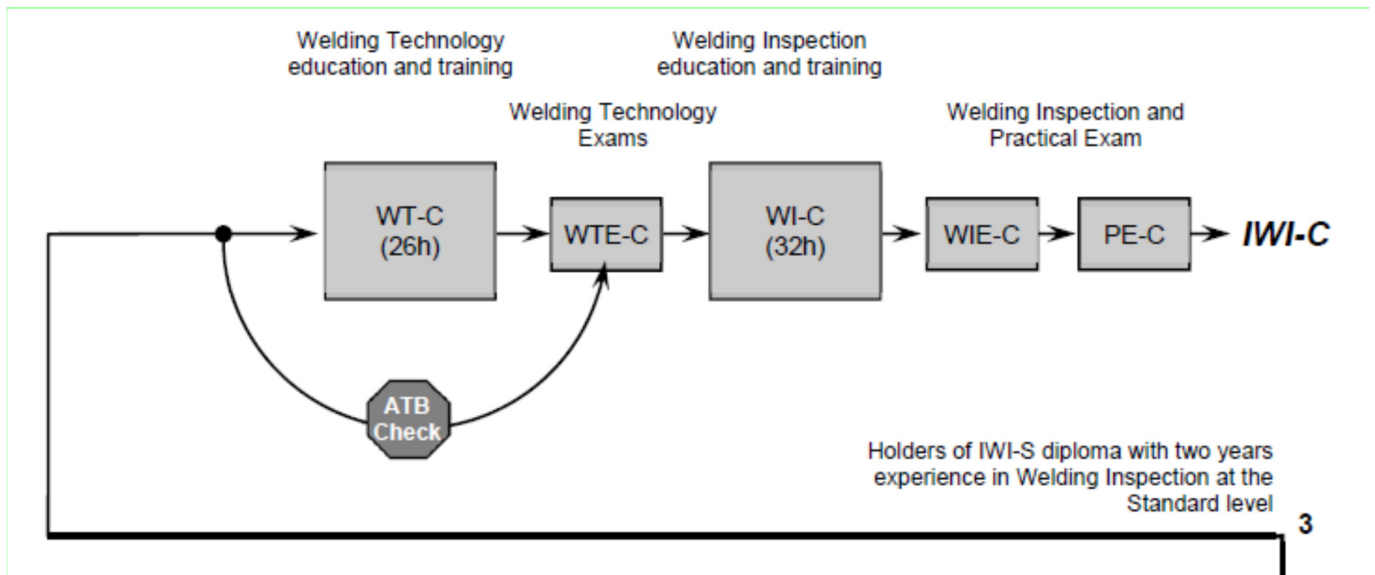 Welding Technology
education and training
Welding Inspection
education and training
Welding Technology
Exams
Welding Inspection and
Practical Exam
WT-C
(26h)
WTE-C
WI-C
(32h)
WIE-C
PE-C
IWI-C
ATB
Check
Holders of IWI-S diploma with two years
experience in Welding Inspection at the
Standard level
3